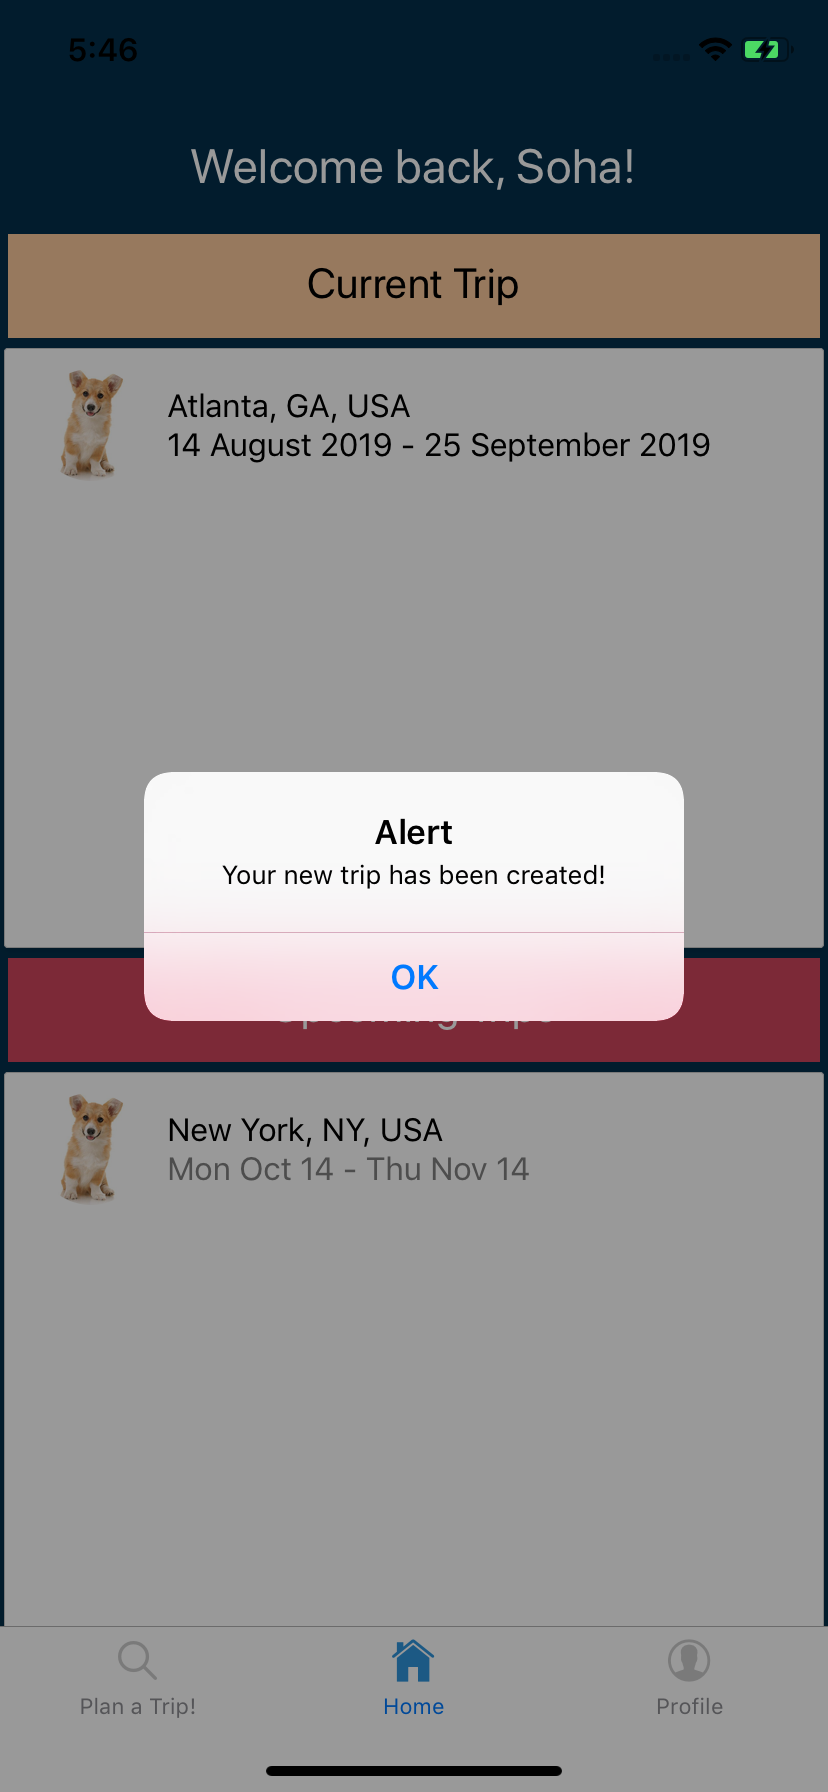 5:46
Welcome back, Soha!
Current Trip
Atlanta, GA, USA
14 August 2019 - 25 September 2019
Alert
Your new trip has been created!
OK
Upcoming Trips
New York, NY, USA
Mon Oct 14 - Thu Nov 14
Plan a Trip!
Home
Profile